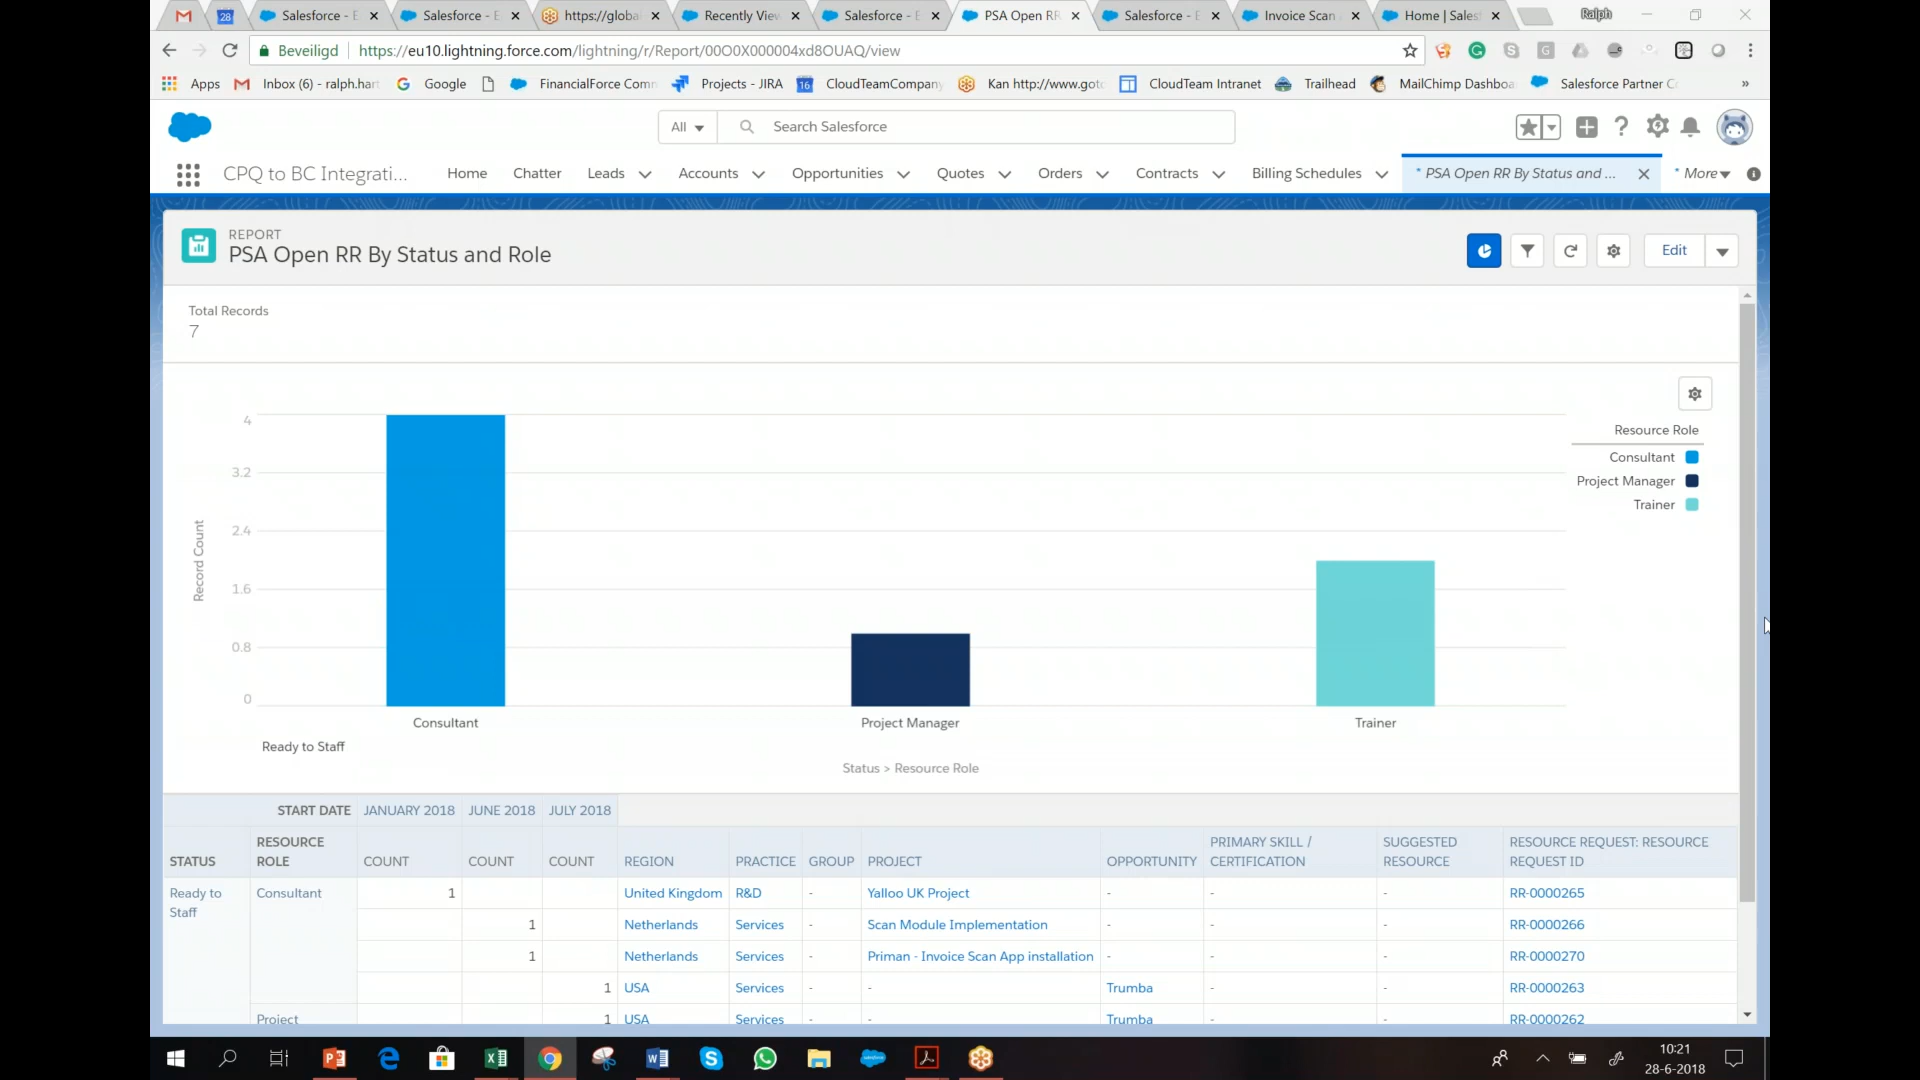 28
Salesforce - E
Salesforce - E
https://globa
Recently View
Salesforce - E
PSA Open RR
Salesforce - E
Invoice Scan
Home | Sales
Ralph
Beveiligd
https://eu10.lightning.force.com/lightning/r/Report/00O0X000004xd8OUAQ/view
Apps
Inbox (6) - ralph.hart
Google
FinancialForce Comm
Projects - JIRA
16
CloudTeamCompany
Kan http://www.goto
CloudTeam Intranet
Trailhead
MailChimp Dashboa
Salesforce Partner C
»
All
Search Salesforce
CPQ to BC Integrati...
Home
Chatter
Leads
Accounts
Opportunities
Quotes
Orders
Contracts
Billing Schedules
* PSA Open RR By Status and ...
* More
REPORT
PSA Open RR By Status and Role
Edit
Total Records
7
Resource Role
Consultant
Project Manager
Trainer
Record Count
4
3.2
2.4
1.6
0.8
0
Consultant
Project Manager
Trainer
Ready to Staff
Status > Resource Role
START DATE JANUARY 2018 JUNE 2018 JULY 2018
STATUS RESOURCE ROLE COUNT COUNT COUNT REGION PRACTICE GROUP PROJECT OPPORTUNITY PRIMARY SKILL / CERTIFICATION SUGGESTED RESOURCE RESOURCE REQUEST: RESOURCE REQUEST ID
Ready to Staff Consultant 1 United Kingdom R&D - Yalloo UK Project - - - RR-0000265
1 Netherlands Services - Scan Module Implementation - - - RR-0000266
1 Netherlands Services - Priman - Invoice Scan App installation - - - RR-0000270
1 USA Services - - Trumba - - RR-0000263
Project 1 USA Services - - Trumba - - RR-0000262
10:21
28-6-2018